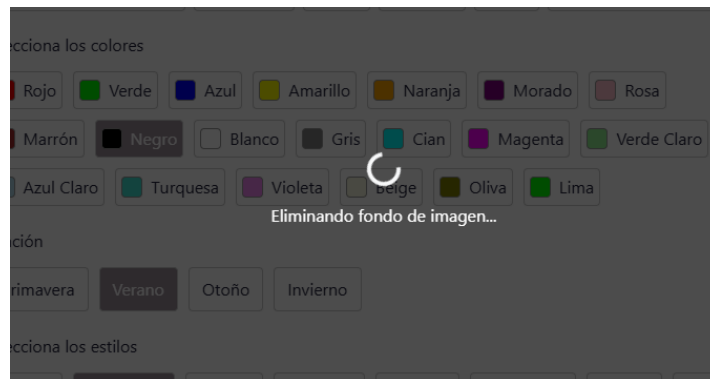 ecciona los colores
Rojo Verde Azul Amarillo Naranja Morado Rosa
Marrón Negro Blanco Gris Cian Magenta Verde Claro
Azul Claro Turquesa Violeta Beige Oliva Lima
Eliminando fondo de imagen...
ción
rimavera Verano Otoño Invierno
ecciona los estilos